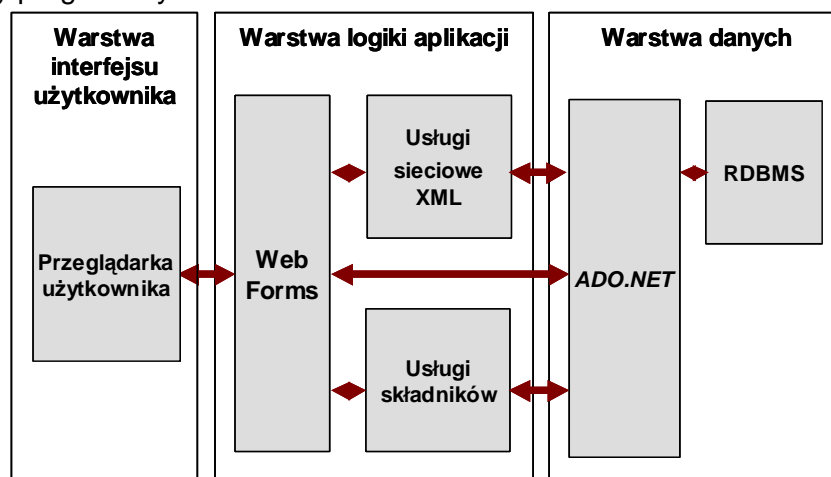 Warstwa
interfejsu
użytkownika
Warstwa logiki aplikacji
Warstwa danych
Przeglądarka
użytkownika
Web
Forms
Usługi
sieciowe
XML
Usługi
składników
ADO.NET
RDBMS